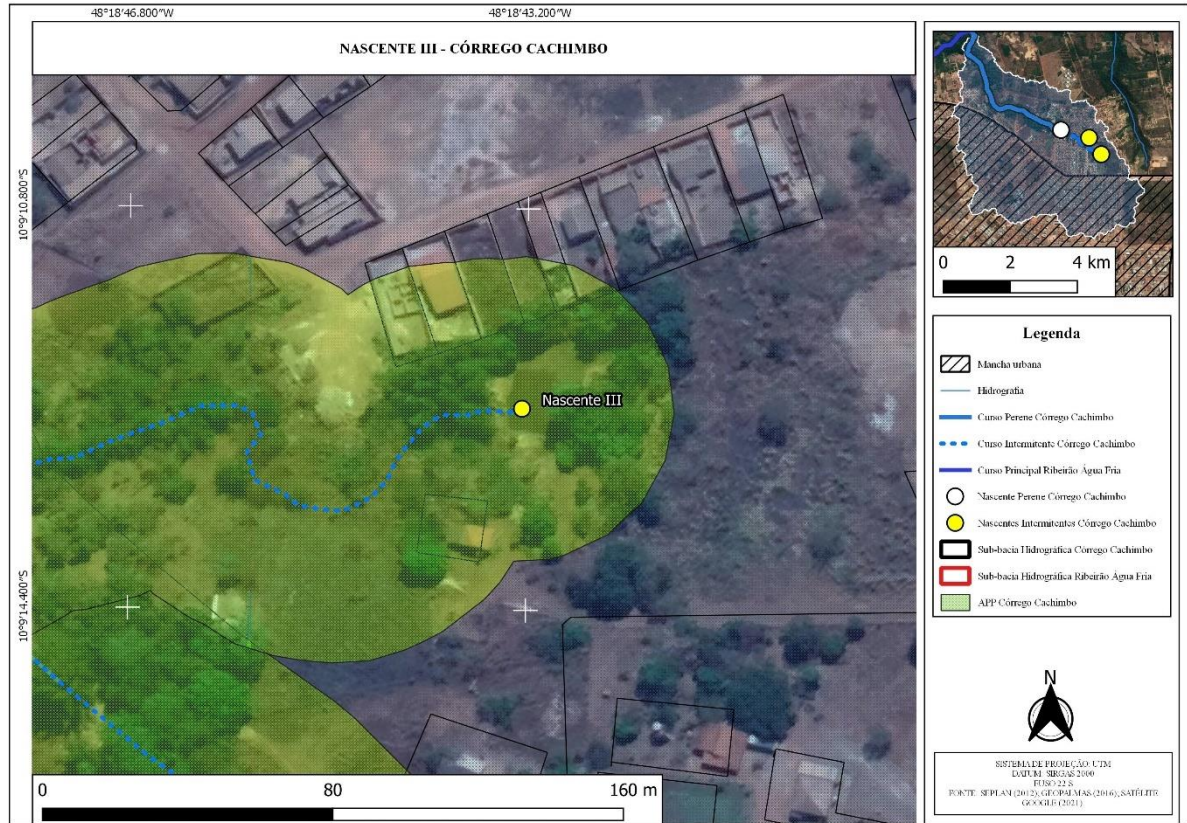 48°18'46.800"W
48°18'43.200"W
NASCENTE III - CÓRREGO CACHIMBO
10°9'10.800"S
10°9'14.400"S
Nascente III
0 80 160 m
0 2 4 km
Legenda
Mancha urbana
Hidrografia
Curso Perene Córrego Cachimbo
Curso Intermitente Córrego Cachimbo
Curso Principal Ribeirão Água Fria
Nascente Perene Córrego Cachimbo
Nascentes Intermitentes Córrego Cachimbo
Sub-bacia Hidrográfica Córrego Cachimbo
Sub-bacia Hidrográfica Ribeirão Água Fria
APP Córrego Cachimbo
N
SISTEMA DE PROJEÇÃO: UTM
DATUM: SIRGAS 2000
FUSO 22 S
FONTE: SEPLAN (2012); GEOPALMAS (2016); SATÉLITE
GOOGLE (2021)